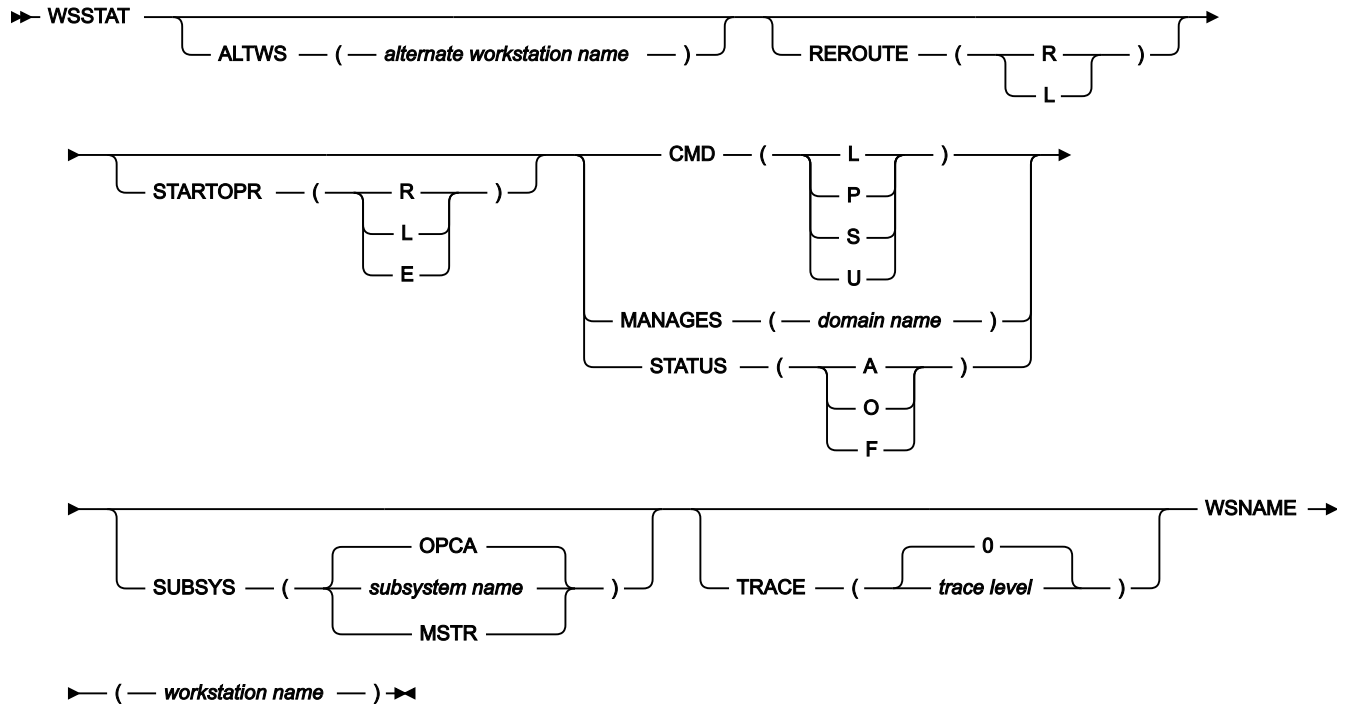 WSSTAT
ALTWS ( alternate workstation name )
REROUTE ( R )
L
STARTOPR ( R )
L
E
CMD ( L )
P
S
U
MANAGES ( domain name )
STATUS ( A )
O
F
SUBSYS ( OPCA
subsystem name )
MSTR
TRACE ( 0
trace level )
WSNAME
( workstation name )